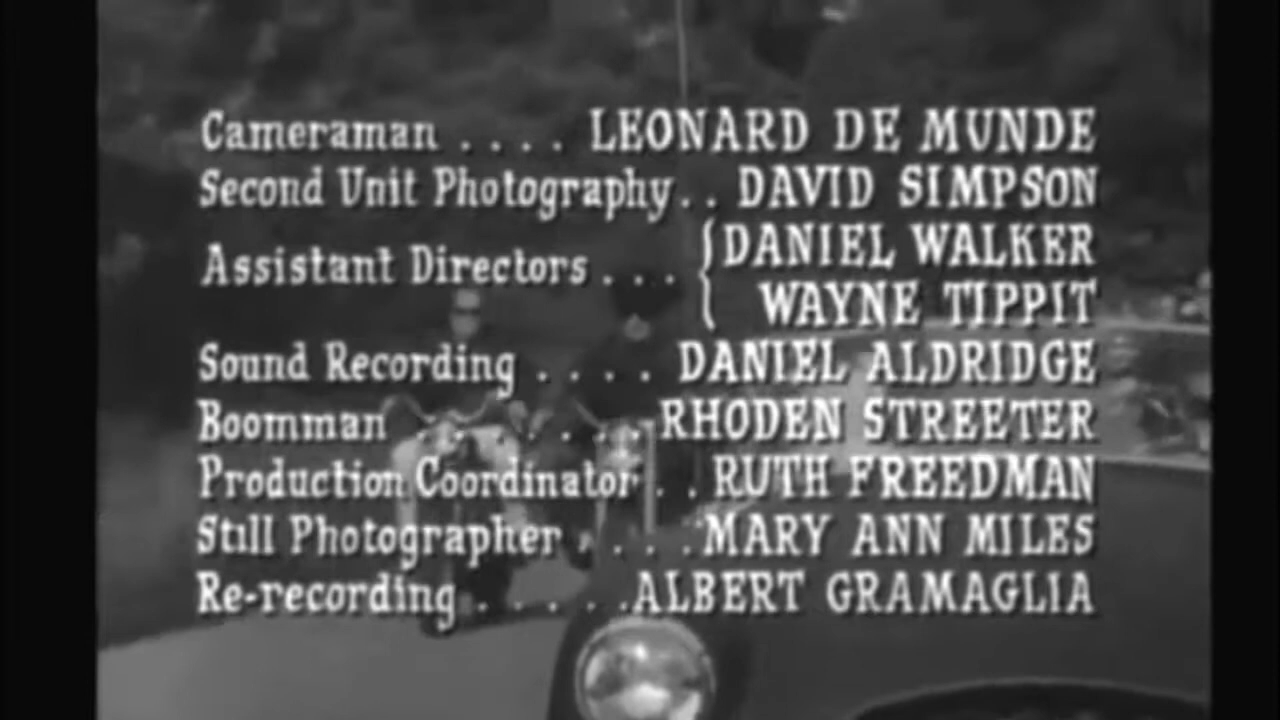 Cameraman . . . . LEONARD DE MUNDE
Second Unit Photography . . DAVID SIMPSON
Assistant Directors . . . { DANIEL WALKER
WAYNE TIPPIT
Sound Recording . . . . DANIEL ALDRIDGE
Boomman . . . . . . RHODEN STREETER
Production Coordinator . . RUTH FREEDMAN
Still Photographer . . . . MARY ANN MILES
Re-recording . . . . . ALBERT GRAMAGLIA